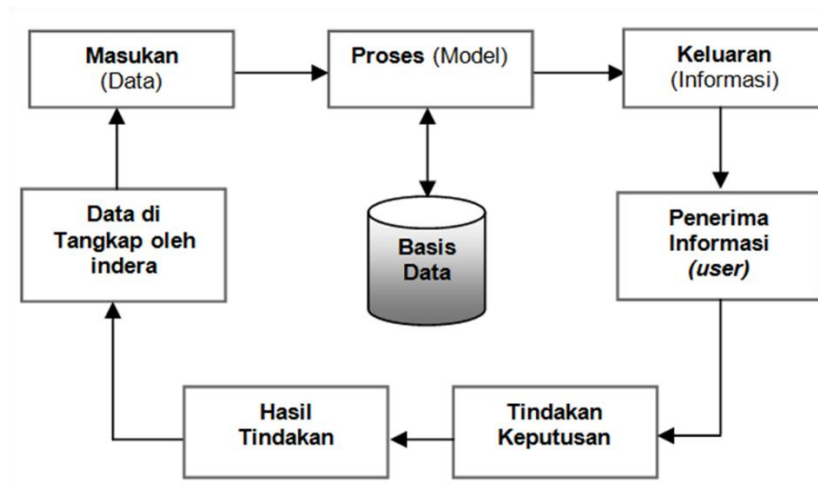 Masukan
(Data)
Proses (Model)
Keluaran
(Informasi)
Data di
Tangkap oleh
indera
Basis
Data
Penerima
Informasi
(user)
Hasil
Tindakan
Tindakan
Keputusan